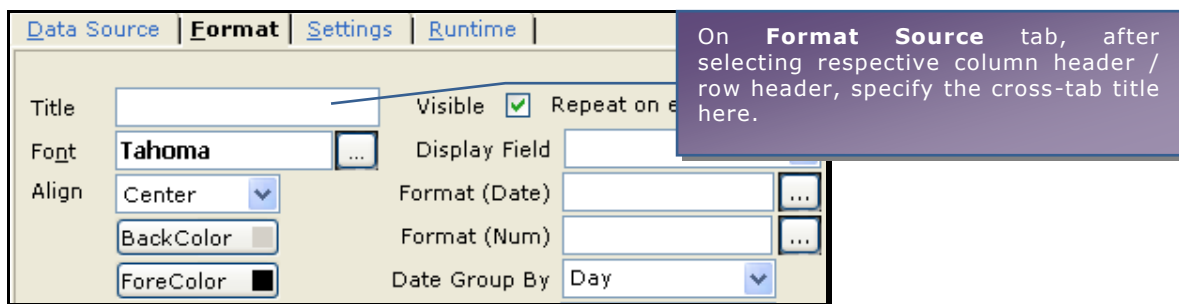 Data Source Format Settings Runtime
On Format Source tab, after
selecting respective column header /
row header, specify the cross-tab title
here.
Title Visible Repeat on e
Font Tahoma ... Display Field
Align Center Format (Date) ...
BackColor Format (Num) ...
ForeColor Date Group By Day